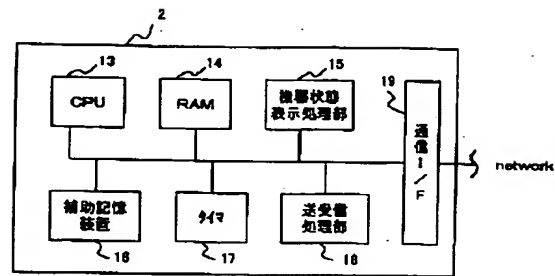 2
13
14
15
CPU
RAM
機器状態
表示処理部
19
通信I/F
network
補助記憶
装置
タイマ
送受信
処理部
16
17
18